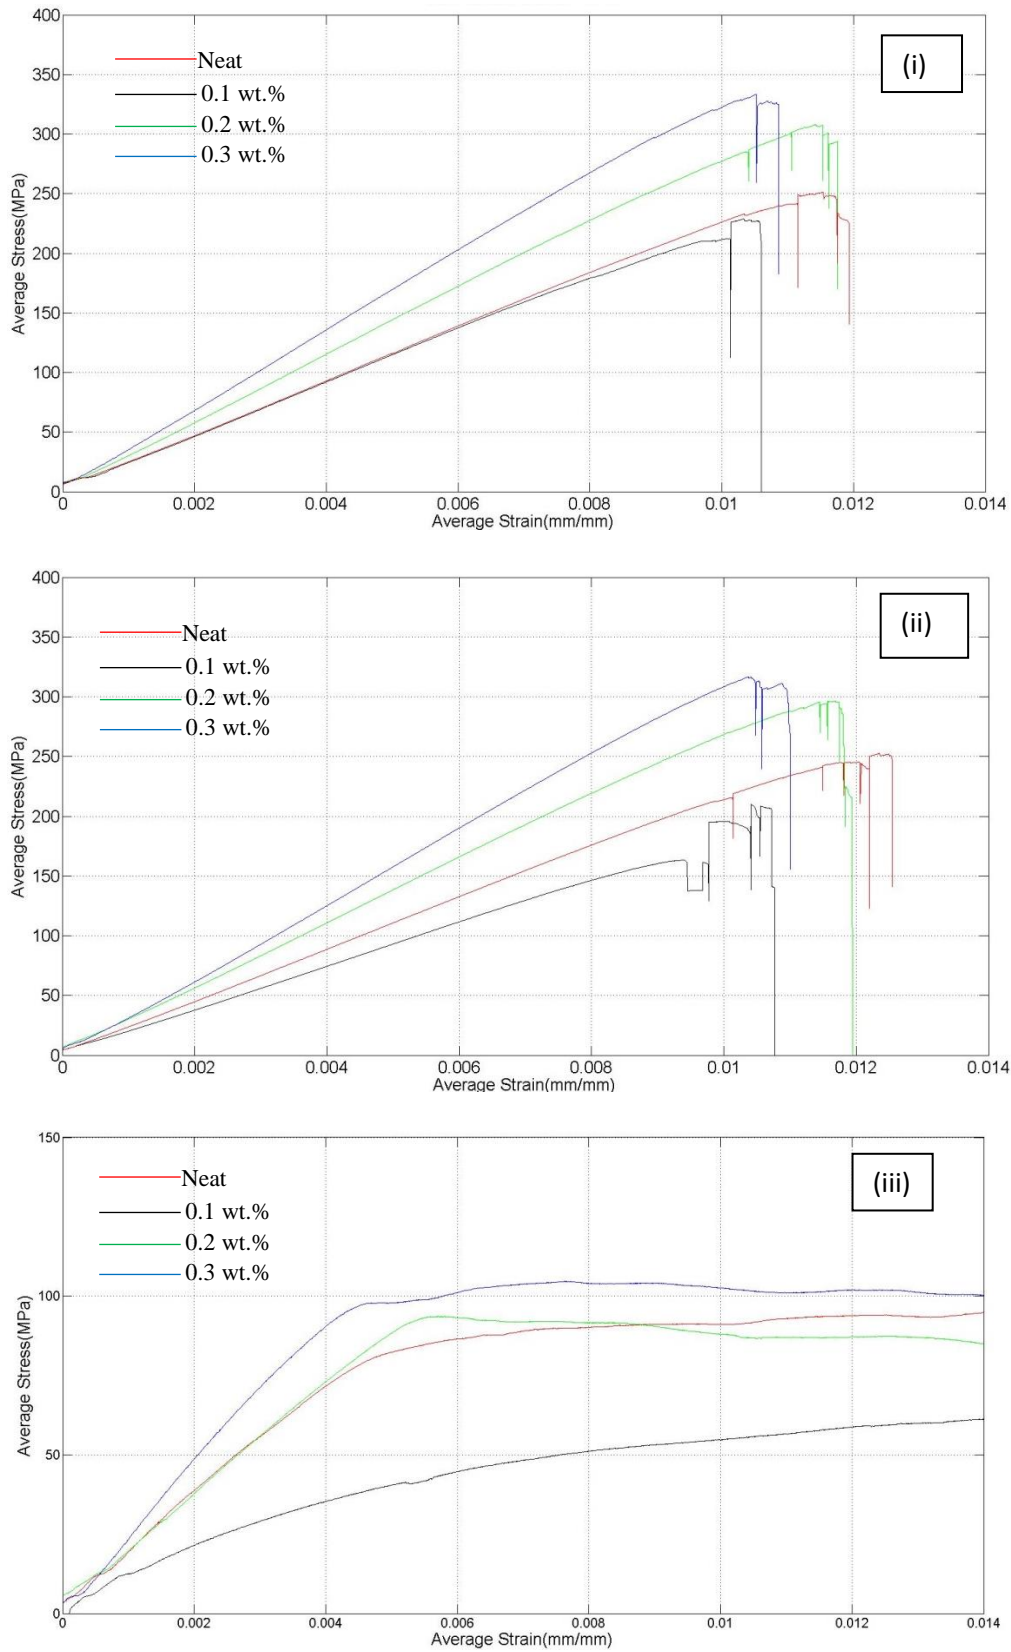 400
Neat
(i)
350
0.1 wt.%
0.2 wt.%
300
0.3 wt.%
250
200
150
100
50
0
Average Stress(MPa)
0 0.002 0.004 0.006 0.008 0.01 0.012 0.014
Average Strain(mm/mm)
400
(ii)
350
Neat
0.1 wt.%
300
0.2 wt.%
0.3 wt.%
250
200
150
100
50
0
Average Stress(MPa)
0 0.002 0.004 0.006 0.008 0.01 0.012 0.014
Average Strain(mm/mm)
150
Neat
(iii)
0.1 wt.%
0.2 wt.%
0.3 wt.%
100
50
0
Average Stress(MPa)
0 0.002 0.004 0.006 0.008 0.01 0.012 0.014
Average Strain(mm/mm)